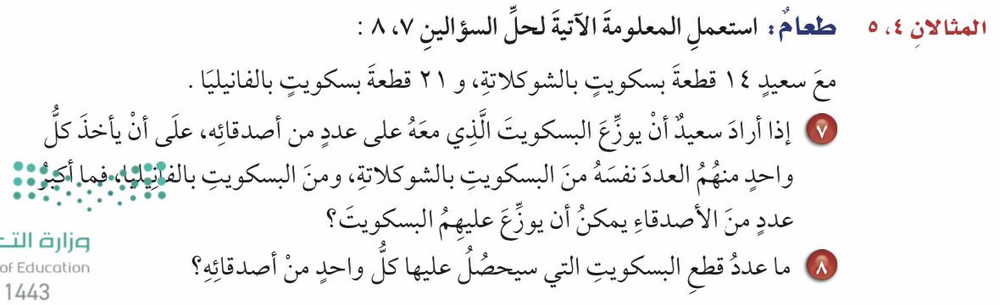 المثالانِ ٤، ٥ طعامٌ: استعملِ المعلومةَ الآتيةَ لحلِّ السؤالينِ ٧، ٨ :
معَ سعيدٍ ١٤ قطعةَ بسكويتٍ بالشوكلاتةِ، و ٢١ قطعةَ بسكويتٍ بالفانيليَا .
٧ إذا أرادَ سعيدٌ أنْ يوزِّعَ البسكويتَ الَّذِي معَهُ على عددٍ من أصدقائِه، علَى أنْ يأخذَ كلُّ
واحدٍ منهُمُ العددَ نفسَهُ منَ البسكويتِ بالشوكلاتةِ، ومنَ البسكويتِ بالفانِيليا، فما أكبرُ
عددٍ منَ الأصدقاءِ يمكنُ أن يوزِّعَ عليهِمُ البسكويتَ؟
٨ ما عددُ قطعِ البسكويتِ التي سيحصُلُ عليها كلُّ واحدٍ منْ أصدقائِهِ؟
وزارة التـ
of Education
1443